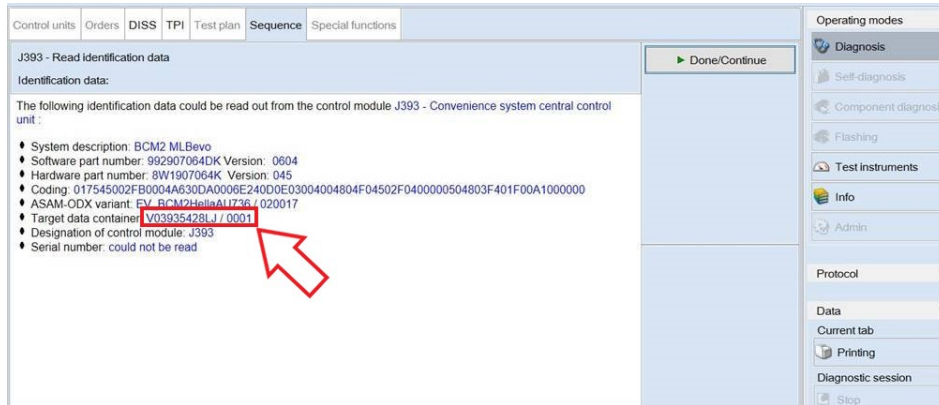 Control units Orders DISS TPI Test plan Sequence Special functions
J393 - Read identification data
Identification data:
Done/Continue
The following identification data could be read out from the control module J393 - Convenience system central control
unit :
System description: BCM2 MLBevo
Software part number: 992907064DK Version: 0604
Hardware part number: 8W1907064K Version: 045
Coding: 017545002FB0004A630DA0006E240D0E03004004804F04502F0400000504803F401F00A1000000
ASAM-ODX variant: EV_BCM2HellaAU736 / 020017
Target data container: V03935428LJ / 0001
Designation of control module: J393
Serial number: could not be read
Operating modes
Diagnosis
Self-diagnosis
Component diagnosi
Flashing
Test instruments
Info
Admin
Protocol
Data
Current tab
Printing
Diagnostic session
Stop